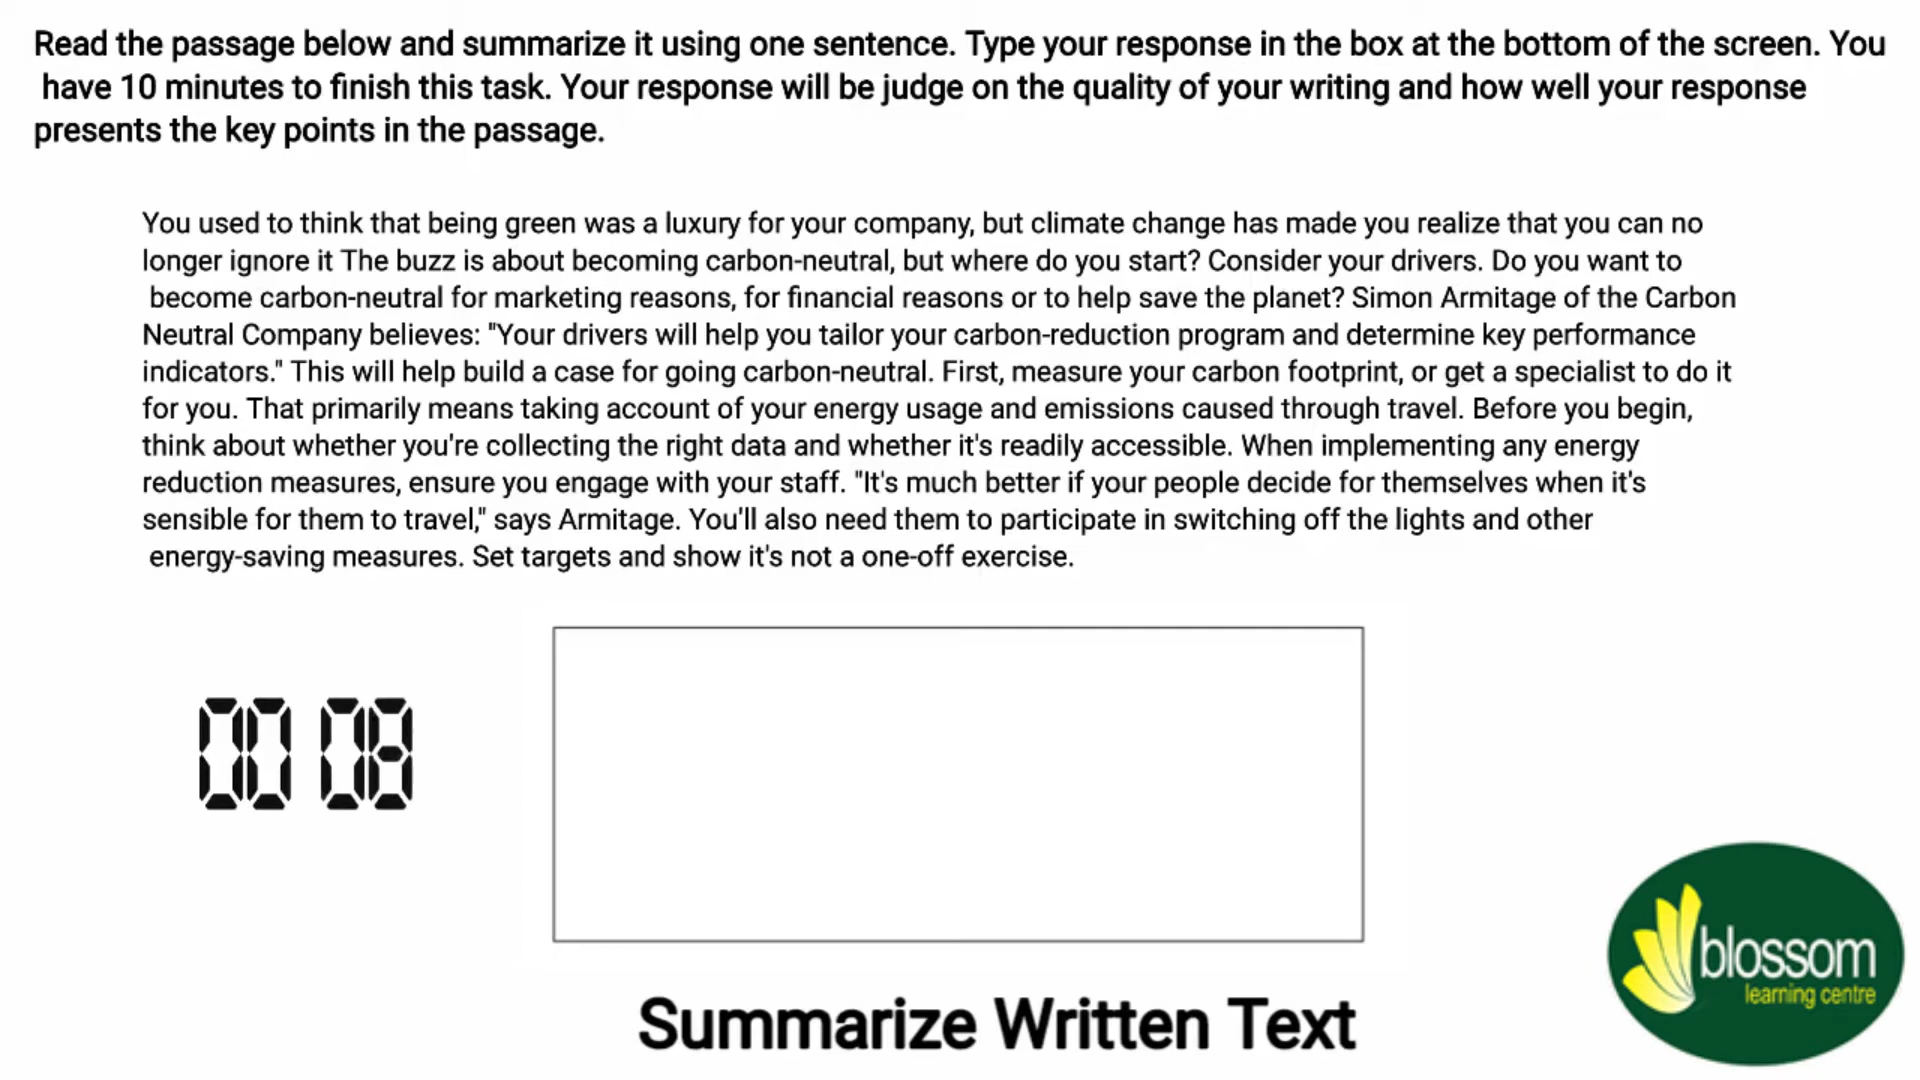 Read the passage below and summarize it using one sentence. Type your response in the box at the bottom of the screen. You
have 10 minutes to finish this task. Your response will be judge on the quality of your writing and how well your response
presents the key points in the passage.
You used to think that being green was a luxury for your company, but climate change has made you realize that you can no
longer ignore it The buzz is about becoming carbon-neutral, but where do you start? Consider your drivers. Do you want to
become carbon-neutral for marketing reasons, for financial reasons or to help save the planet? Simon Armitage of the Carbon
Neutral Company believes: "Your drivers will help you tailor your carbon-reduction program and determine key performance
indicators." This will help build a case for going carbon-neutral. First, measure your carbon footprint, or get a specialist to do it
for you. That primarily means taking account of your energy usage and emissions caused through travel. Before you begin,
think about whether you're collecting the right data and whether it's readily accessible. When implementing any energy
reduction measures, ensure you engage with your staff. "It's much better if your people decide for themselves when it's
sensible for them to travel," says Armitage. You'll also need them to participate in switching off the lights and other
energy-saving measures. Set targets and show it's not a one-off exercise.
00 08
blossom
learning centre
Summarize Written Text